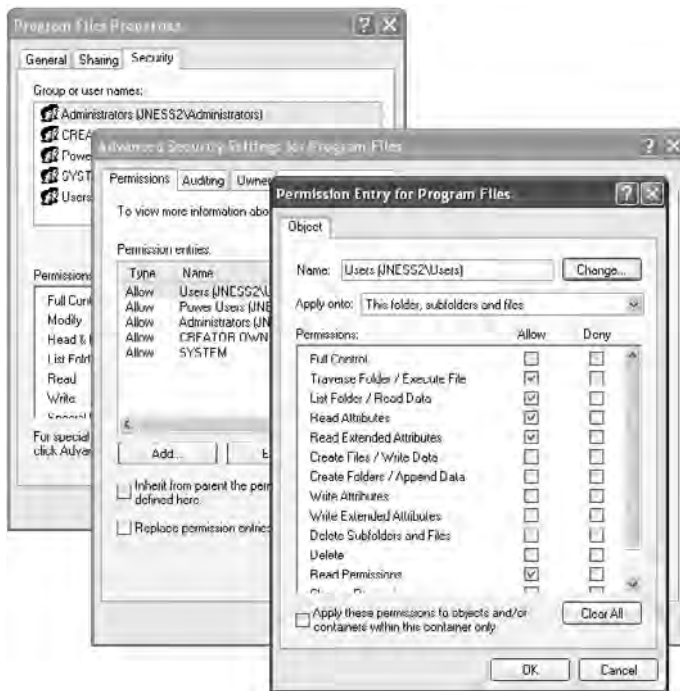 Program Files Properties
General Sharing Security
Group or user names:
Administrators (JNESS2\Administrators)
CREA
Powe
SYST
Users
Permissions
Full Cont
Modify
Read &
List Fold
Read
Write
Special
For special
click Advan
Advanced Security Settings for Program Files
Permissions Auditing Owne
To view more information abo
Permission entries:
Type Name
Allow Users (JNESS2\U
Allow Power Users (JNE
Allow Administrators (JN
Allow CREATOR OWN
Allow SYSTEM
Add... E
Inherit from parent the perm
defined here.
Replace permission entries
Permission Entry for Program Files
Object
Name: Users (JNESS2\Users) Change...
Apply onto: This folder, subfolders and files
Permissions: Allow Deny
Full Control
Traverse Folder / Execute File
List Folder / Read Data
Read Attributes
Read Extended Attributes
Create Files / Write Data
Create Folders / Append Data
Write Attributes
Write Extended Attributes
Delete Subfolders and Files
Delete
Read Permissions
Apply these permissions to objects and/or
containers within this container only
Clear All
OK Cancel